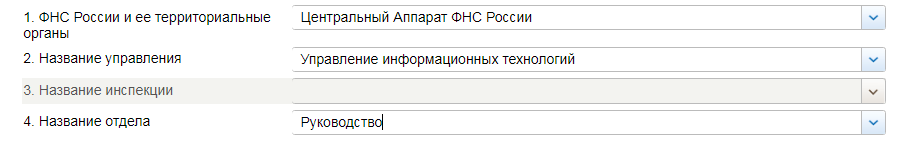 1. ФНС России и ее территориальные органы
Центральный Аппарат ФНС России
2. Название управления
Управление информационных технологий
3. Название инспекции
4. Название отдела
Руководство